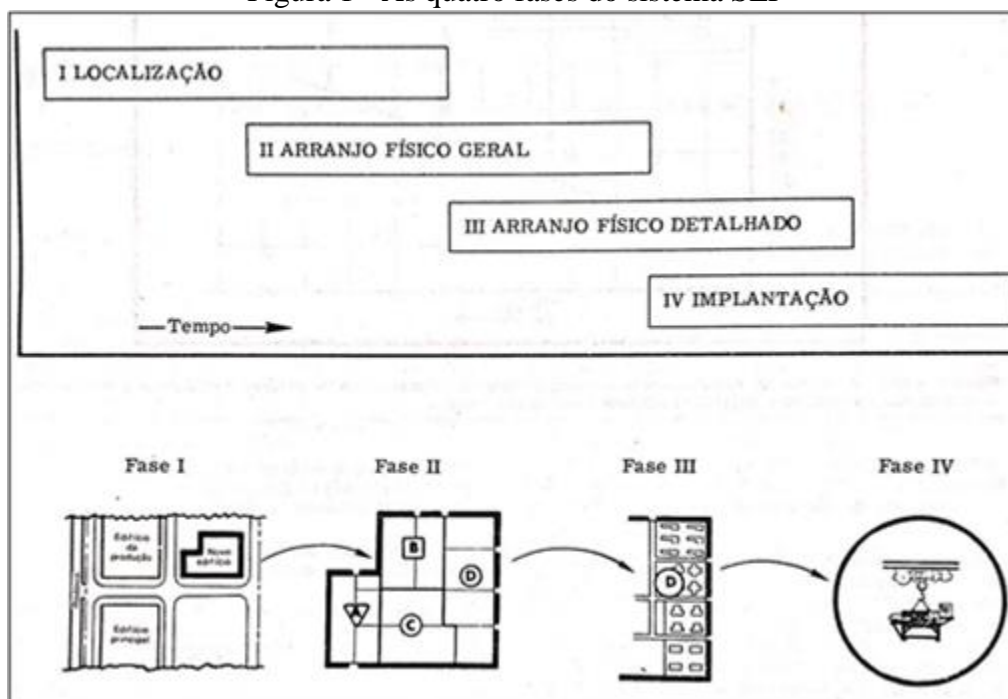 Figura 1 - As quatro fases do sistema SLP
I LOCALIZAÇÃO
II ARRANJO FÍSICO GERAL
III ARRANJO FÍSICO DETALHADO
IV IMPLANTAÇÃO
Tempo
Fase I
Fase II
Fase III
Fase IV
Edifício
da
produção
Novo
edifício
Edifício
principal
B
D
A
C
D